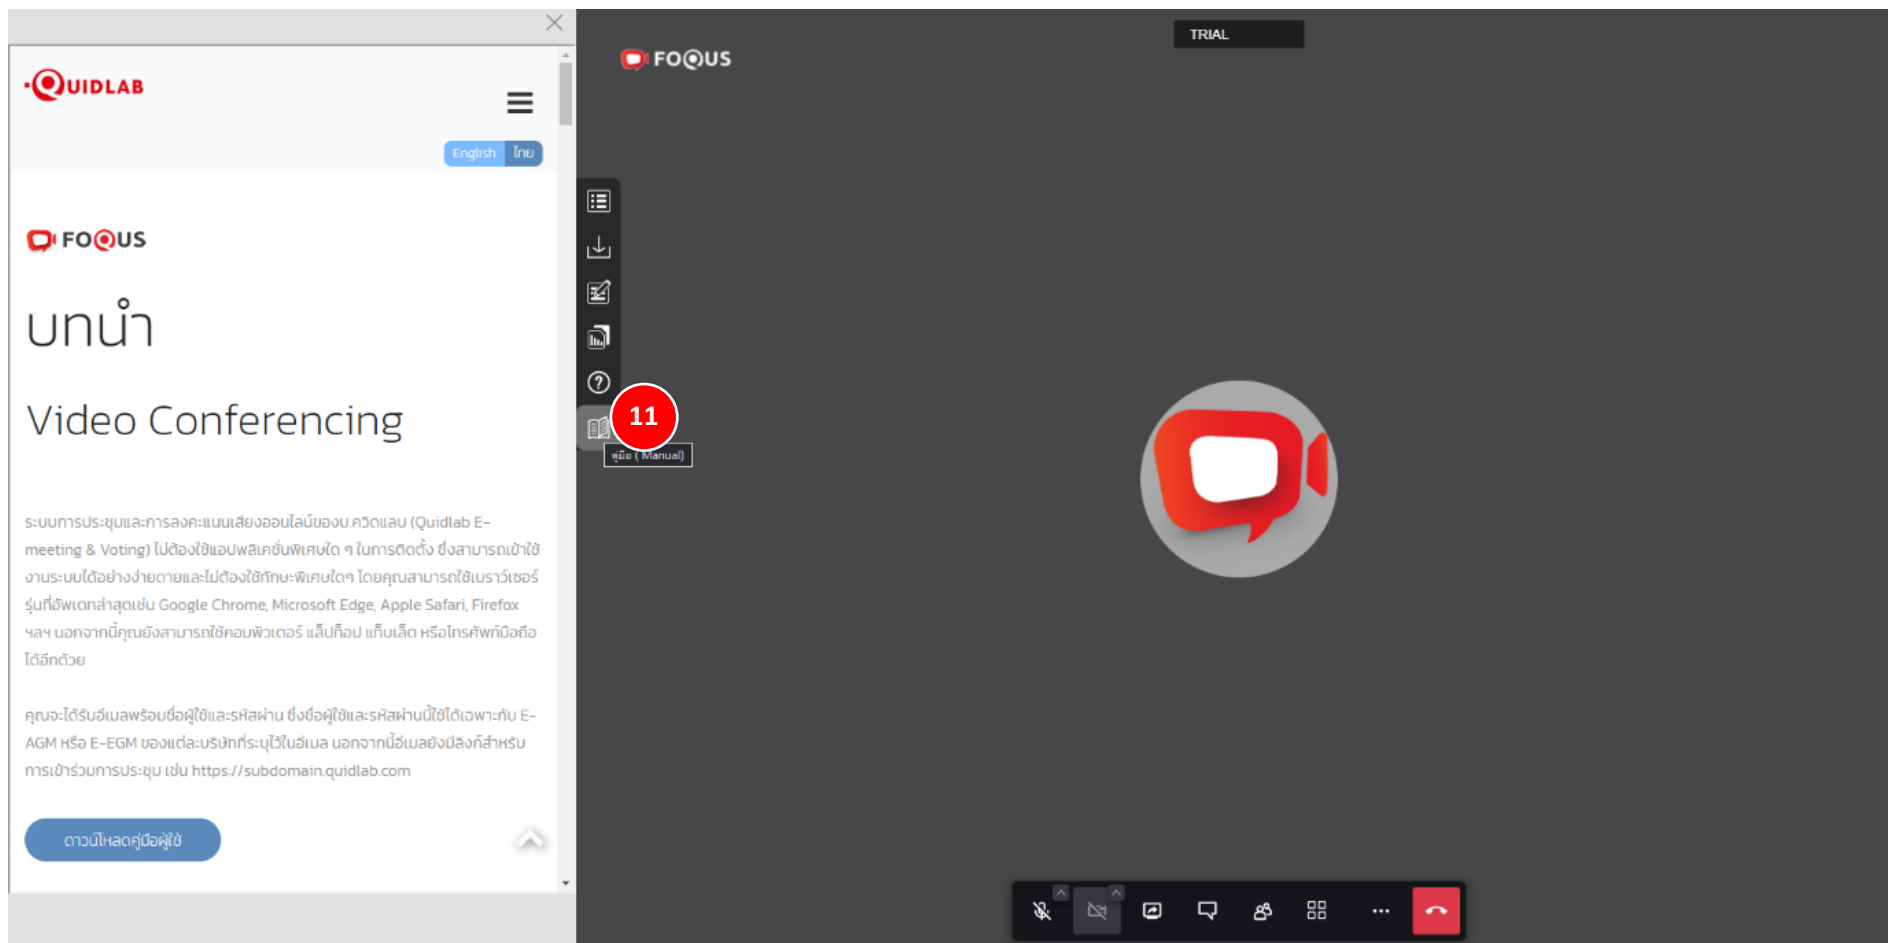 QUIDLAB
English ไทย
FOQUS
บทนำ
Video Conferencing
ระบบการประชุมและการลงคะแนนเสียงออนไลน์ของบ.ควิดแลบ (Quidlab E-
meeting & Voting) ไม่ต้องใช้แอปพลิเคชั่นพิเศษใด ๆ ในการติดตั้ง ซึ่งสามารถเข้าใช้
งานระบบได้อย่างง่ายดายและไม่ต้องใช้ทักษะพิเศษใดๆ โดยคุณสามารถใช้เบราว์เซอร์
รุ่นที่อัพเดทล่าสุดเช่น Google Chrome, Microsoft Edge, Apple Safari, Firefox
ฯลฯ นอกจากนี้คุณยังสามารถใช้คอมพิวเตอร์ แล็ปท็อป แท็บเล็ต หรือโทรศัพท์มือถือ
ได้อีกด้วย
คุณจะได้รับอีเมลพร้อมชื่อผู้ใช้และรหัสผ่าน ซึ่งชื่อผู้ใช้และรหัสผ่านนี้ใช้ได้เฉพาะกับ E-
AGM หรือ E-EGM ของแต่ละบริษัทที่ระบุไว้ในอีเมล นอกจากนี้อีเมลยังมีลิงก์สำหรับ
การเข้าร่วมการประชุม เช่น https://subdomain.quidlab.com
ดาวน์โหลดคู่มือผู้ใช้
FOQUS
TRIAL
11
คู่มือ ( Manual)